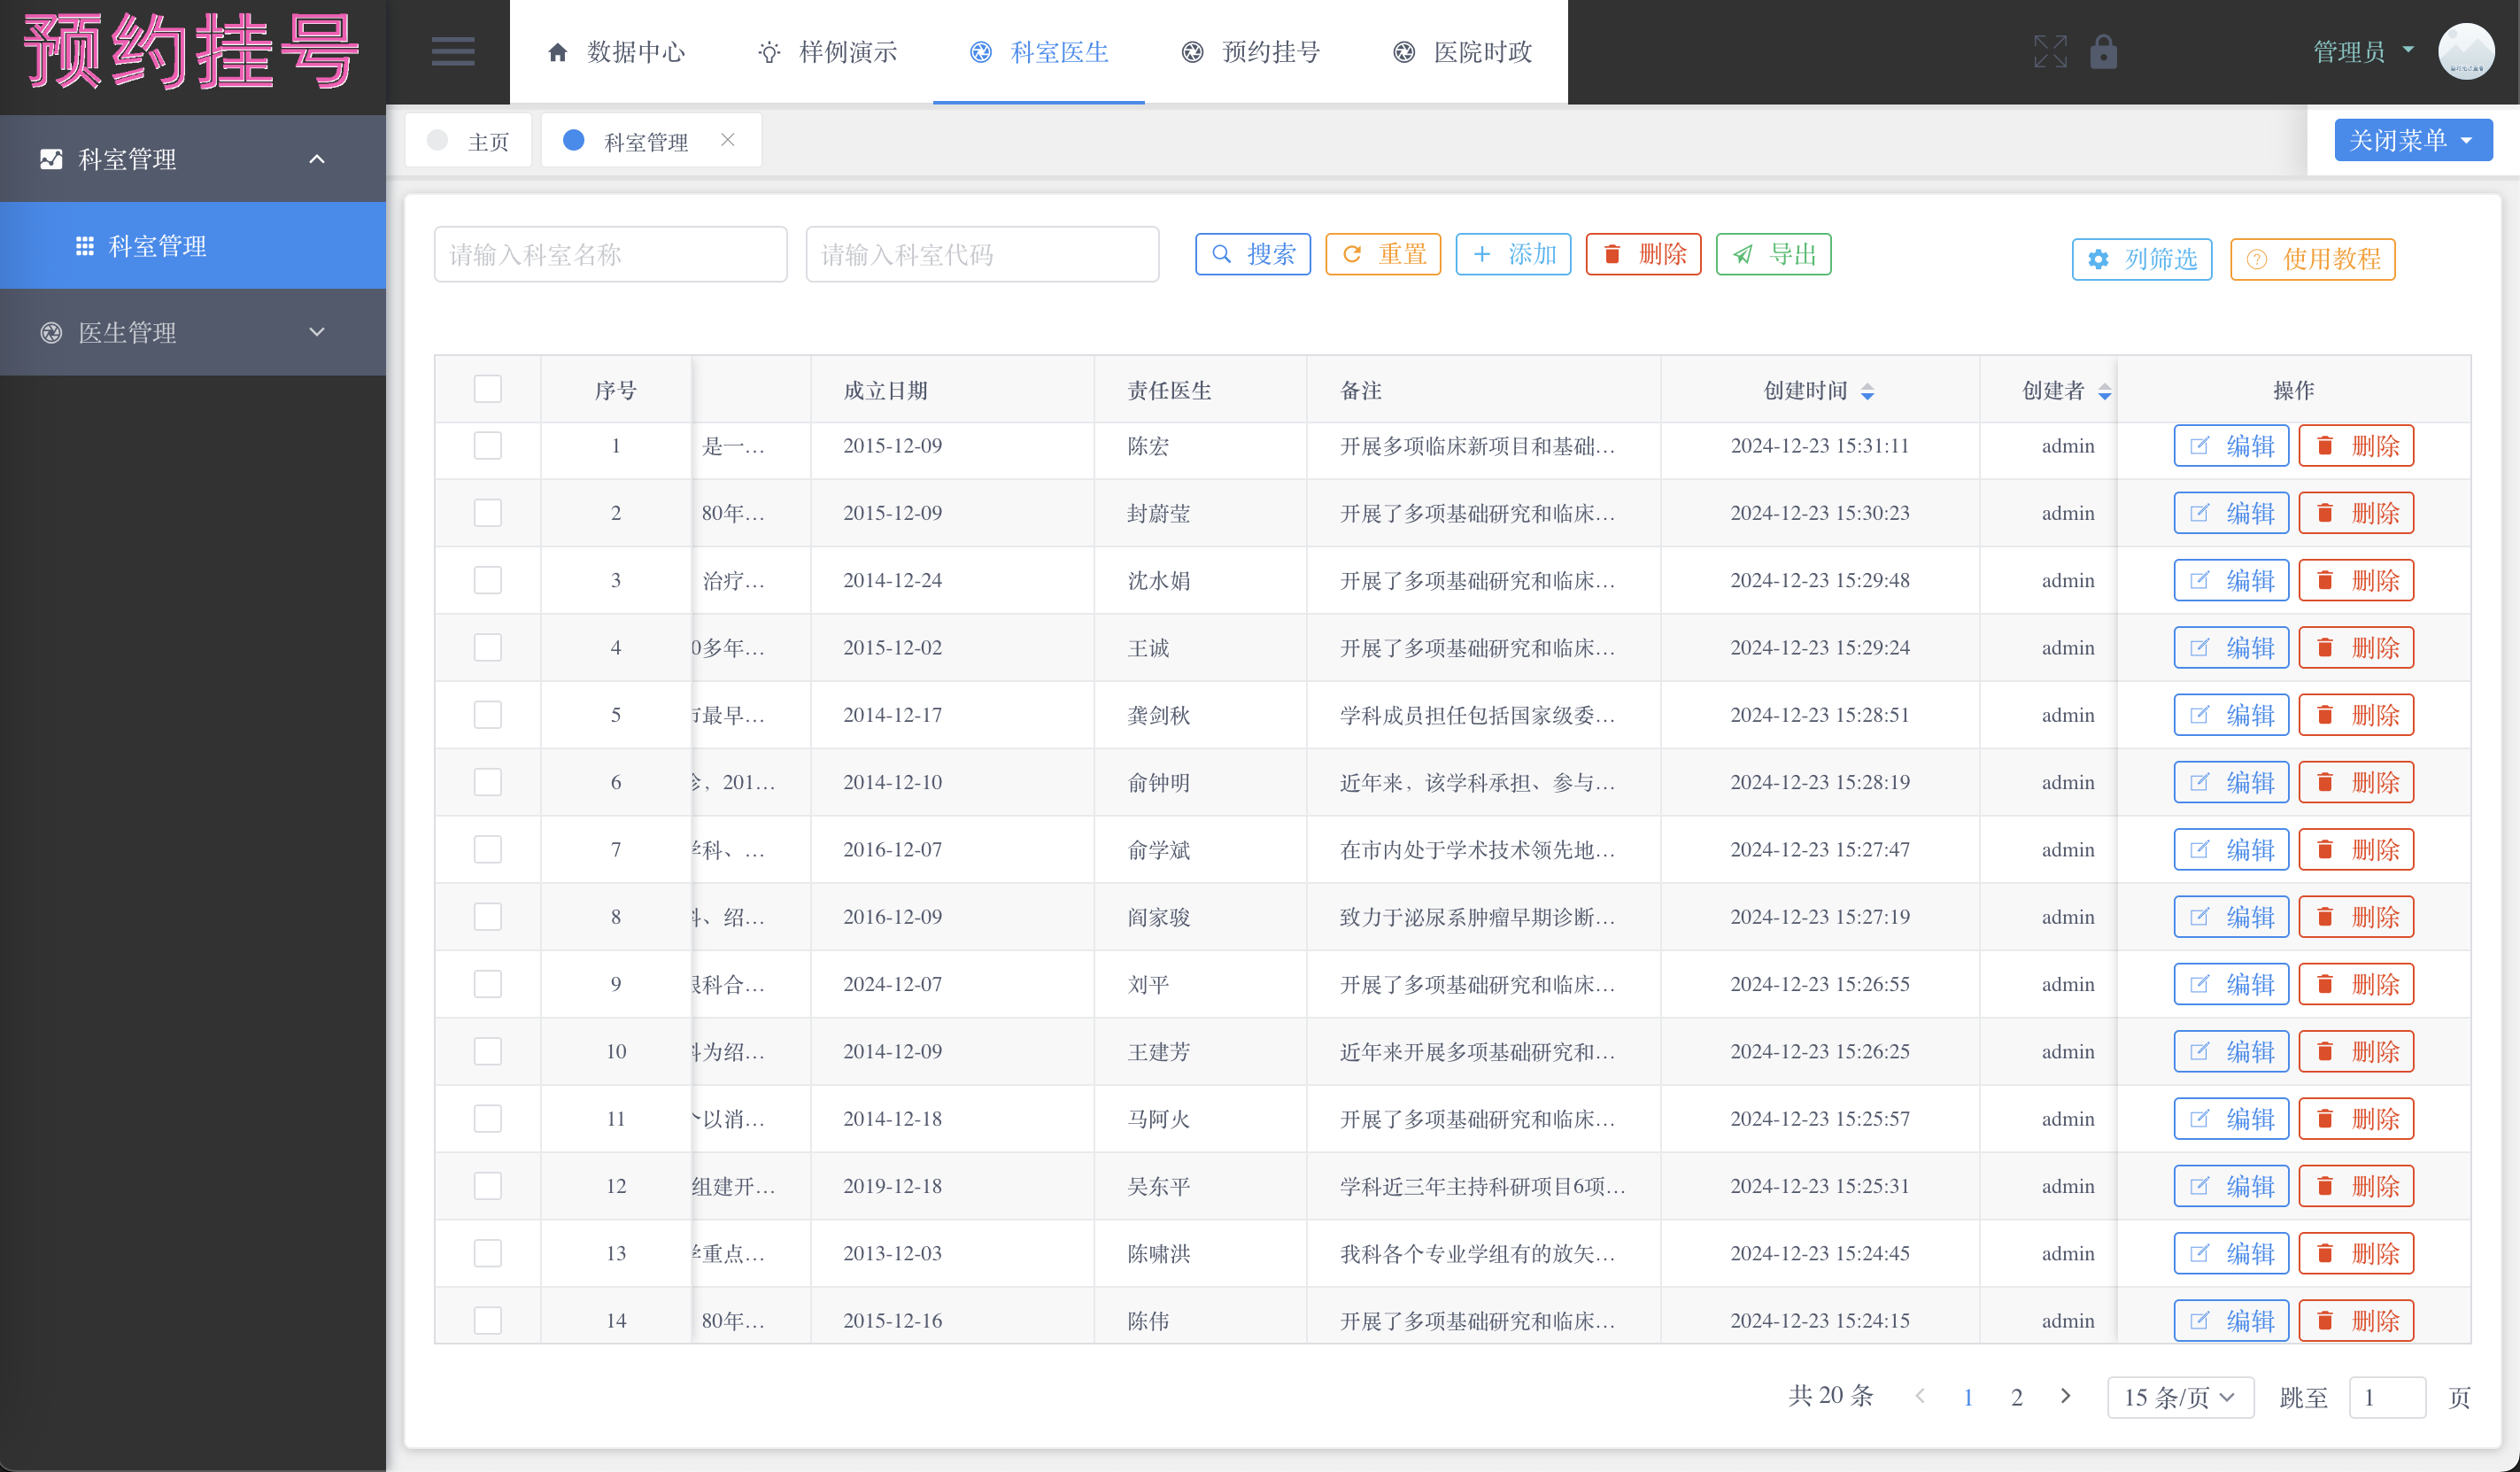 预约挂号
数据中心 样例演示 科室医生 预约挂号 医院时政
管理员
主页 科室管理
关闭菜单
科室管理
科室管理
医生管理
请输入科室名称 请输入科室代码 搜索 重置 添加 删除 导出 列筛选 使用教程
序号 成立日期 责任医生 备注 创建时间 创建者 操作
1 是一... 2015-12-09 陈宏 开展多项临床新项目和基础... 2024-12-23 15:31:11 admin 编辑 删除
2 80年... 2015-12-09 封蔚莹 开展了多项基础研究和临床... 2024-12-23 15:30:23 admin 编辑 删除
3 治疗... 2014-12-24 沈水娟 开展了多项基础研究和临床... 2024-12-23 15:29:48 admin 编辑 删除
4 0多年... 2015-12-02 王诚 开展了多项基础研究和临床... 2024-12-23 15:29:24 admin 编辑 删除
5 最早... 2014-12-17 龚剑秋 学科成员担任包括国家级委... 2024-12-23 15:28:51 admin 编辑 删除
6 ，201... 2014-12-10 俞钟明 近年来，该学科承担、参与... 2024-12-23 15:28:19 admin 编辑 删除
7 科、... 2016-12-07 俞学斌 在市内处于学术技术领先地... 2024-12-23 15:27:47 admin 编辑 删除
8 、绍... 2016-12-09 阎家骏 致力于泌尿系肿瘤早期诊断... 2024-12-23 15:27:19 admin 编辑 删除
9 科合... 2024-12-07 刘平 开展了多项基础研究和临床... 2024-12-23 15:26:55 admin 编辑 删除
10 为绍... 2014-12-09 王建芳 近年来开展多项基础研究和... 2024-12-23 15:26:25 admin 编辑 删除
11 以消... 2014-12-18 马阿火 开展了多项基础研究和临床... 2024-12-23 15:25:57 admin 编辑 删除
12 组建开... 2019-12-18 吴东平 学科近三年主持科研项目6项... 2024-12-23 15:25:31 admin 编辑 删除
13 重点... 2013-12-03 陈啸洪 我科各个专业学组有的放矢... 2024-12-23 15:24:45 admin 编辑 删除
14 80年... 2015-12-16 陈伟 开展了多项基础研究和临床... 2024-12-23 15:24:15 admin 编辑 删除
共 20 条 1 2 15 条/页 跳至 1 页